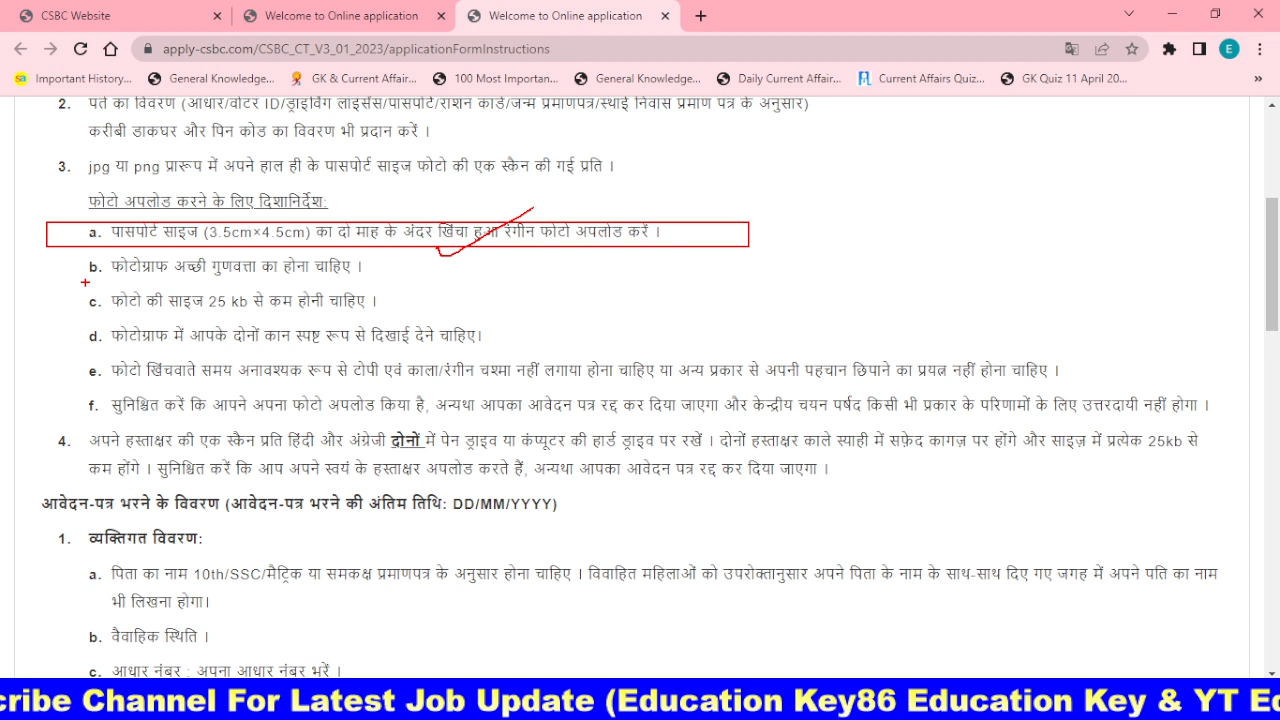 CSBC Website
Welcome to Online application
Welcome to Online application
apply-csbc.com/CSBC_CT_V3_01_2023/applicationFormInstructions
Important History...
General Knowledge...
GK & Current Affair...
100 Most Importan...
General Knowledge...
Daily Current Affair...
Current Affairs Quiz...
GK Quiz 11 April 20...
2. पते का विवरण (आधार/वोटर ID/ड्राइविंग लाइसेंस/पासपोर्ट/राशन कार्ड/जन्म प्रमाणपत्र/स्थाई निवास प्रमाण पत्र के अनुसार)
करीबी डाकघर और पिन कोड का विवरण भी प्रदान करें ।
3. jpg या png प्रारूप में अपने हाल ही के पासपोर्ट साइज फोटो की एक स्कैन की गई प्रति ।
फोटो अपलोड करने के लिए दिशानिर्देश:
a. पासपोर्ट साइज (3.5cm×4.5cm) का दो माह के अंदर खिंचा हुआ रंगीन फोटो अपलोड करें ।
b. फोटोग्राफ अच्छी गुणवत्ता का होना चाहिए ।
c. फोटो की साइज 25 kb से कम होनी चाहिए ।
d. फोटोग्राफ में आपके दोनों कान स्पष्ट रूप से दिखाई देने चाहिए।
e. फोटो खिंचवाते समय अनावश्यक रूप से टोपी एवं काला/रंगीन चश्मा नहीं लगाया होना चाहिए या अन्य प्रकार से अपनी पहचान छिपाने का प्रयत्न नहीं होना चाहिए ।
f. सुनिश्चित करें कि आपने अपना फोटो अपलोड किया है, अन्यथा आपका आवेदन पत्र रद्द कर दिया जाएगा और केन्द्रीय चयन पर्षद किसी भी प्रकार के परिणामों के लिए उत्तरदायी नहीं होगा ।
4. अपने हस्ताक्षर की एक स्कैन प्रति हिंदी और अंग्रेजी दोनों में पेन ड्राइव या कंप्यूटर की हार्ड ड्राइव पर रखें । दोनों हस्ताक्षर काले स्याही में सफ़ेद कागज़ पर होंगे और साइज़ में प्रत्येक 25kb से
कम होंगे । सुनिश्चित करें कि आप अपने स्वयं के हस्ताक्षर अपलोड करते हैं, अन्यथा आपका आवेदन पत्र रद्द कर दिया जाएगा ।
आवेदन-पत्र भरने के विवरण (आवेदन-पत्र भरने की अंतिम तिथि: DD/MM/YYYY)
1. व्यक्तिगत विवरण:
a. पिता का नाम 10th/SSC/मैट्रिक या समकक्ष प्रमाणपत्र के अनुसार होना चाहिए । विवाहित महिलाओं को उपरोक्तानुसार अपने पिता के नाम के साथ-साथ दिए गए जगह में अपने पति का नाम
भी लिखना होगा।
b. वैवाहिक स्थिति ।
c. आधार नंबर : अपना आधार नंबर भरें ।
cribe Channel For Latest Job Update (Education Key86 Education Key & YT Ed